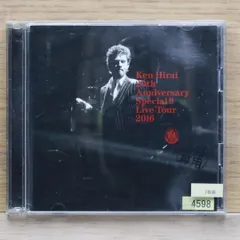 Ken Hirai
20th
Anniversary
Special!!
Live Tour
2016
4598